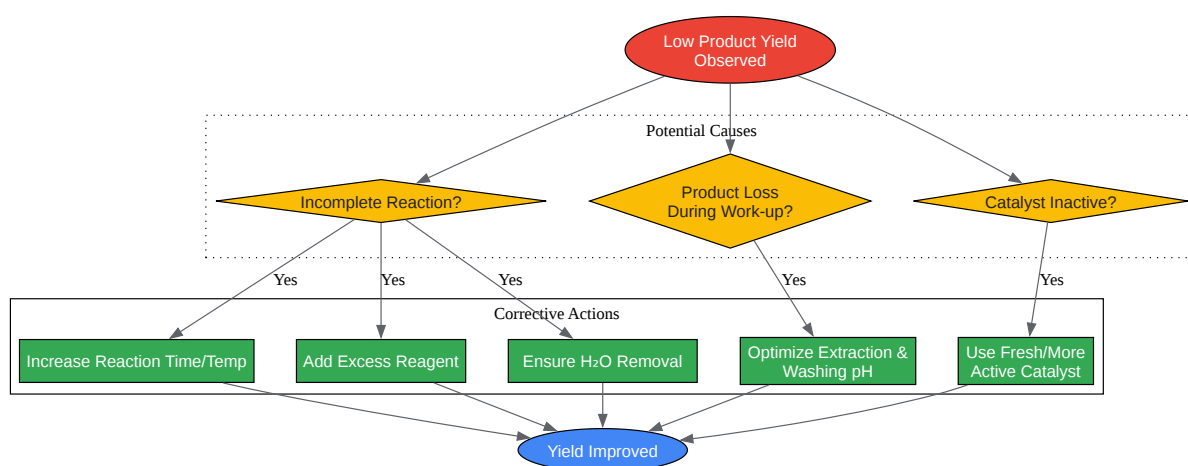 Low Product Yield
Observed
Potential Causes
Incomplete Reaction?
Product Loss
During Work-up?
Catalyst Inactive?
Yes
Yes
Yes
Yes
Yes
Corrective Actions
Increase Reaction Time/Temp
Add Excess Reagent
Ensure H₂O Removal
Optimize Extraction &
Washing pH
Use Fresh/More
Active Catalyst
Yield Improved